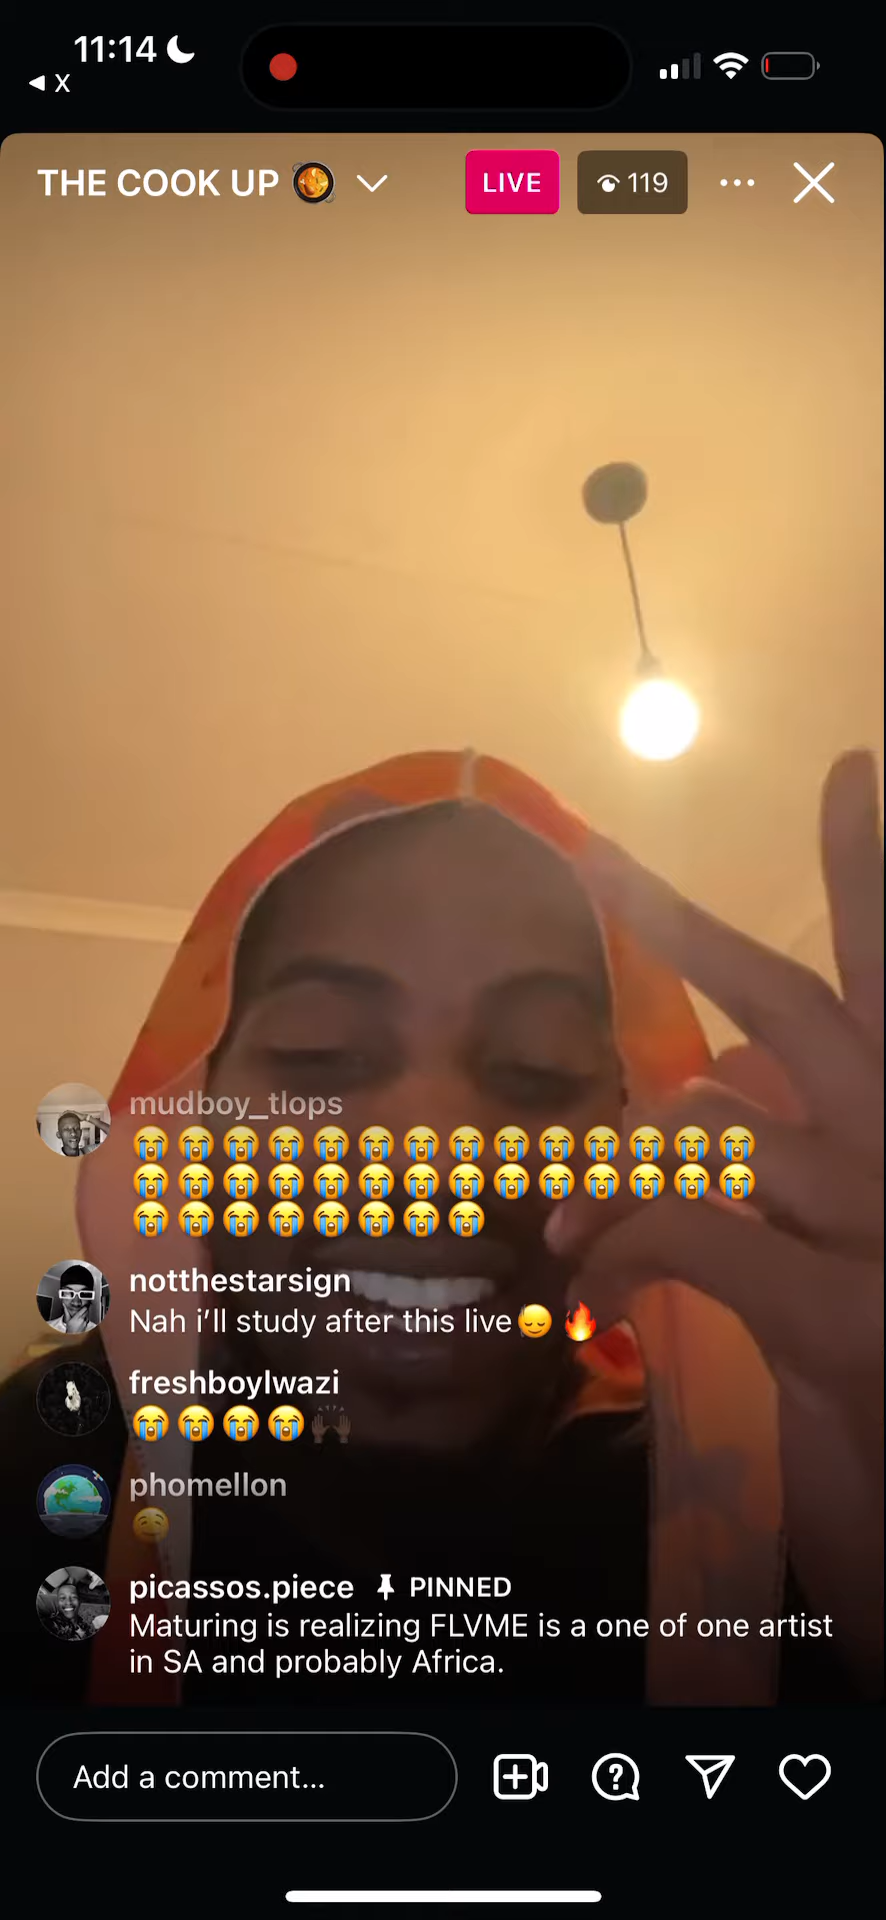 11:14
X
THE COOK UP 🥘
LIVE
119
mudboy_tlops
😭😭😭😭😭😭😭😭😭😭😭😭😭😭
😭😭😭😭😭😭😭😭😭😭😭😭😭😭
😭😭😭😭😭😭😭😭
notthestarsign
Nah i’ll study after this live😔 🔥
freshboylwazi
😭😭😭😭🙌🏿
phomellon
🤤
picassos.piece 📌 PINNED
Maturing is realizing FLVME is a one of one artist
in SA and probably Africa.
Add a comment...